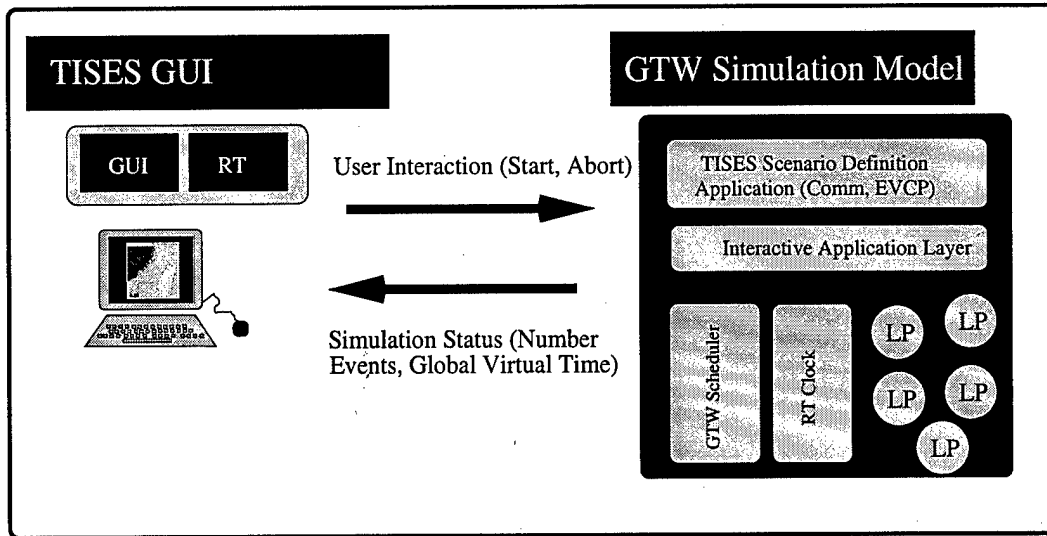 TISES GUI
GUI
RT
User Interaction (Start, Abort)
Simulation Status (Number
Events, Global Virtual Time)
GTW Simulation Model
TISES Scenario Definition
Application (Comm, EVCP)
Interactive Application Layer
GTW Scheduler
RT Clock
LP
LP
LP
LP
LP